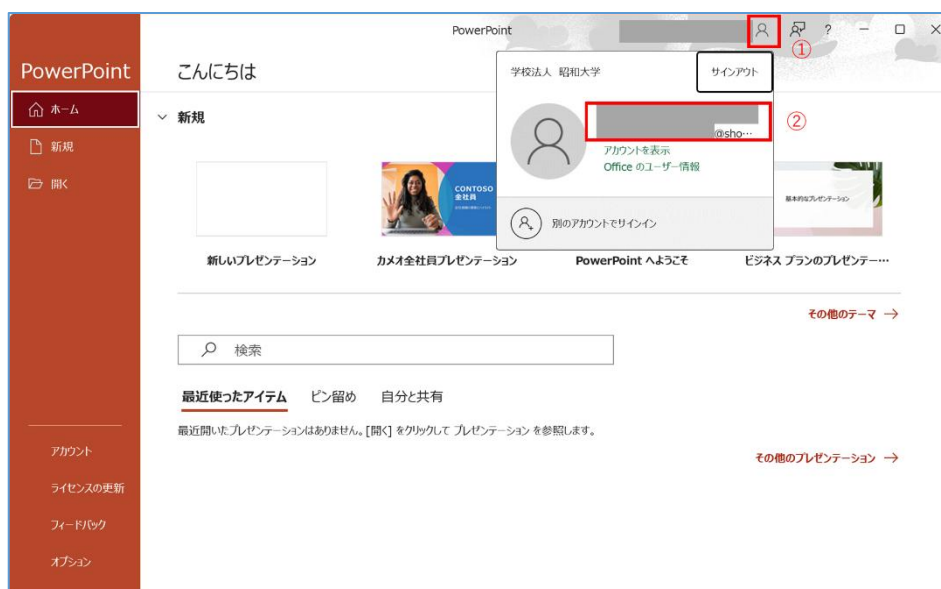 PowerPoint
?
①
PowerPoint
こんにちは
学校法人 昭和大学
サインアウト
ホーム
新規
②
@sho…
アカウントを表示
Office のユーザー情報
新規
開く
CONTOSO
全社員
基本的なプレゼンテーション
別のアカウントでサインイン
新しいプレゼンテーション
カメオ全社員プレゼンテーション
PowerPoint へようこそ
ビジネス プランのプレゼンテー…
その他のテーマ →
検索
最近使ったアイテム
ピン留め
自分と共有
最近開いたプレゼンテーションはありません。[開く] をクリックして プレゼンテーション を参照します。
その他のプレゼンテーション →
アカウント
ライセンスの更新
フィードバック
オプション